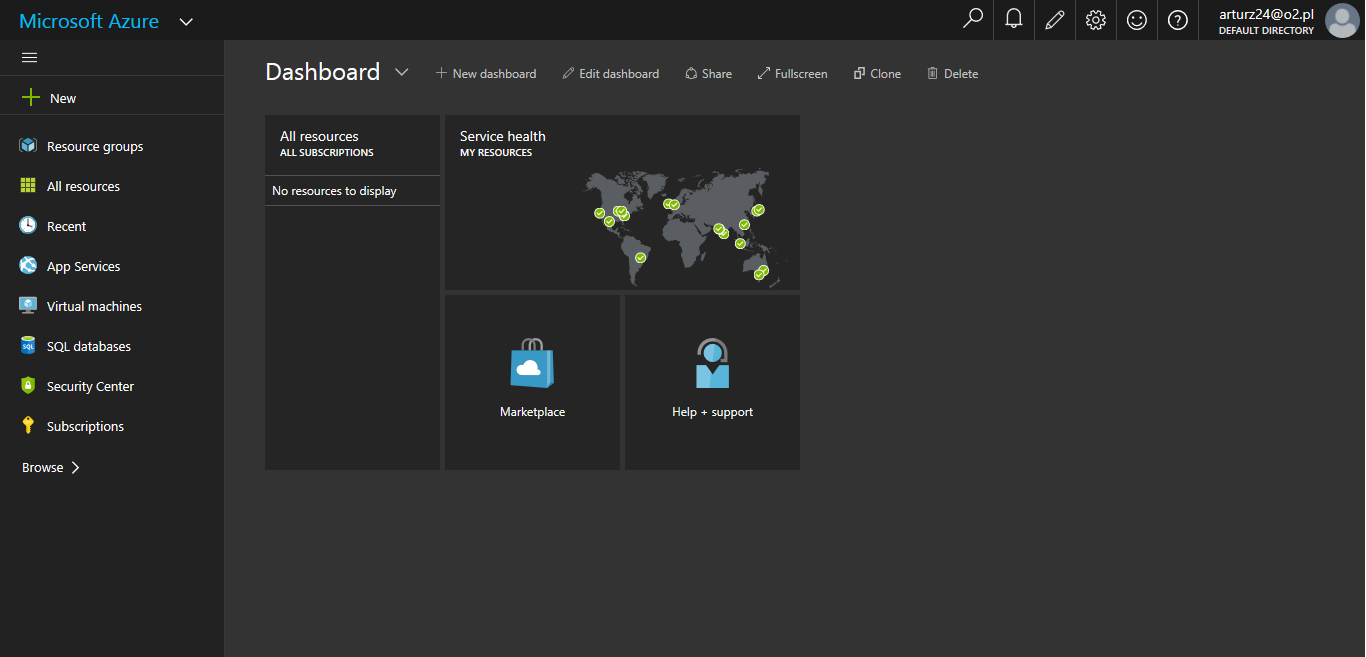 Microsoft Azure
arturz24@o2.pl
DEFAULT DIRECTORY
New
Resource groups
All resources
Recent
App Services
Virtual machines
SQL
SQL databases
Security Center
Subscriptions
Browse
Dashboard
New dashboard
Edit dashboard
Share
Fullscreen
Clone
Delete
All resources
ALL SUBSCRIPTIONS
No resources to display
Service health
MY RESOURCES
Marketplace
Help + support